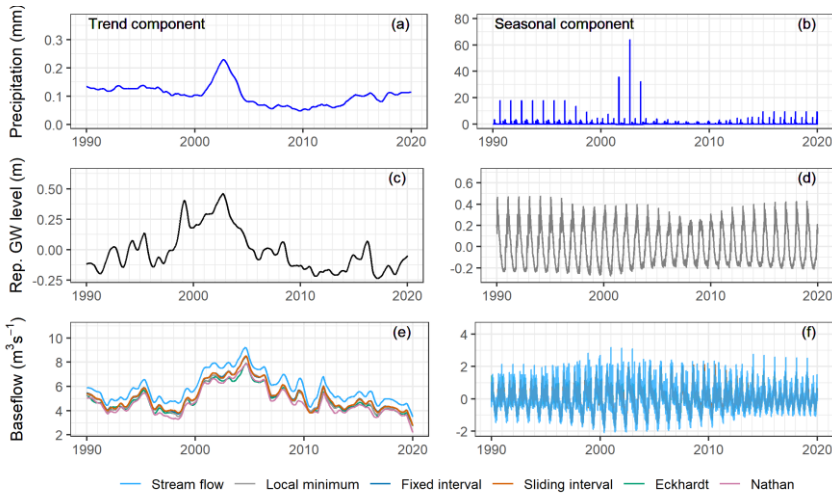 Trend component (a)
Seasonal component (b)
Precipitation (mm)
0.3
0.2
0.1
0.0
1990 2000 2010 2020
80
60
40
20
0
1990 2000 2010 2020
(c)
(d)
Rep. GW level (m)
0.50
0.25
0.00
-0.25
1990 2000 2010 2020
0.6
0.4
0.2
0.0
-0.2
1990 2000 2010 2020
(e)
(f)
Baseflow (m³ s⁻¹)
10
8
6
4
2
1990 2000 2010 2020
4
2
0
-2
1990 2000 2010 2020
Stream flow Local minimum Fixed interval Sliding interval Eckhardt Nathan